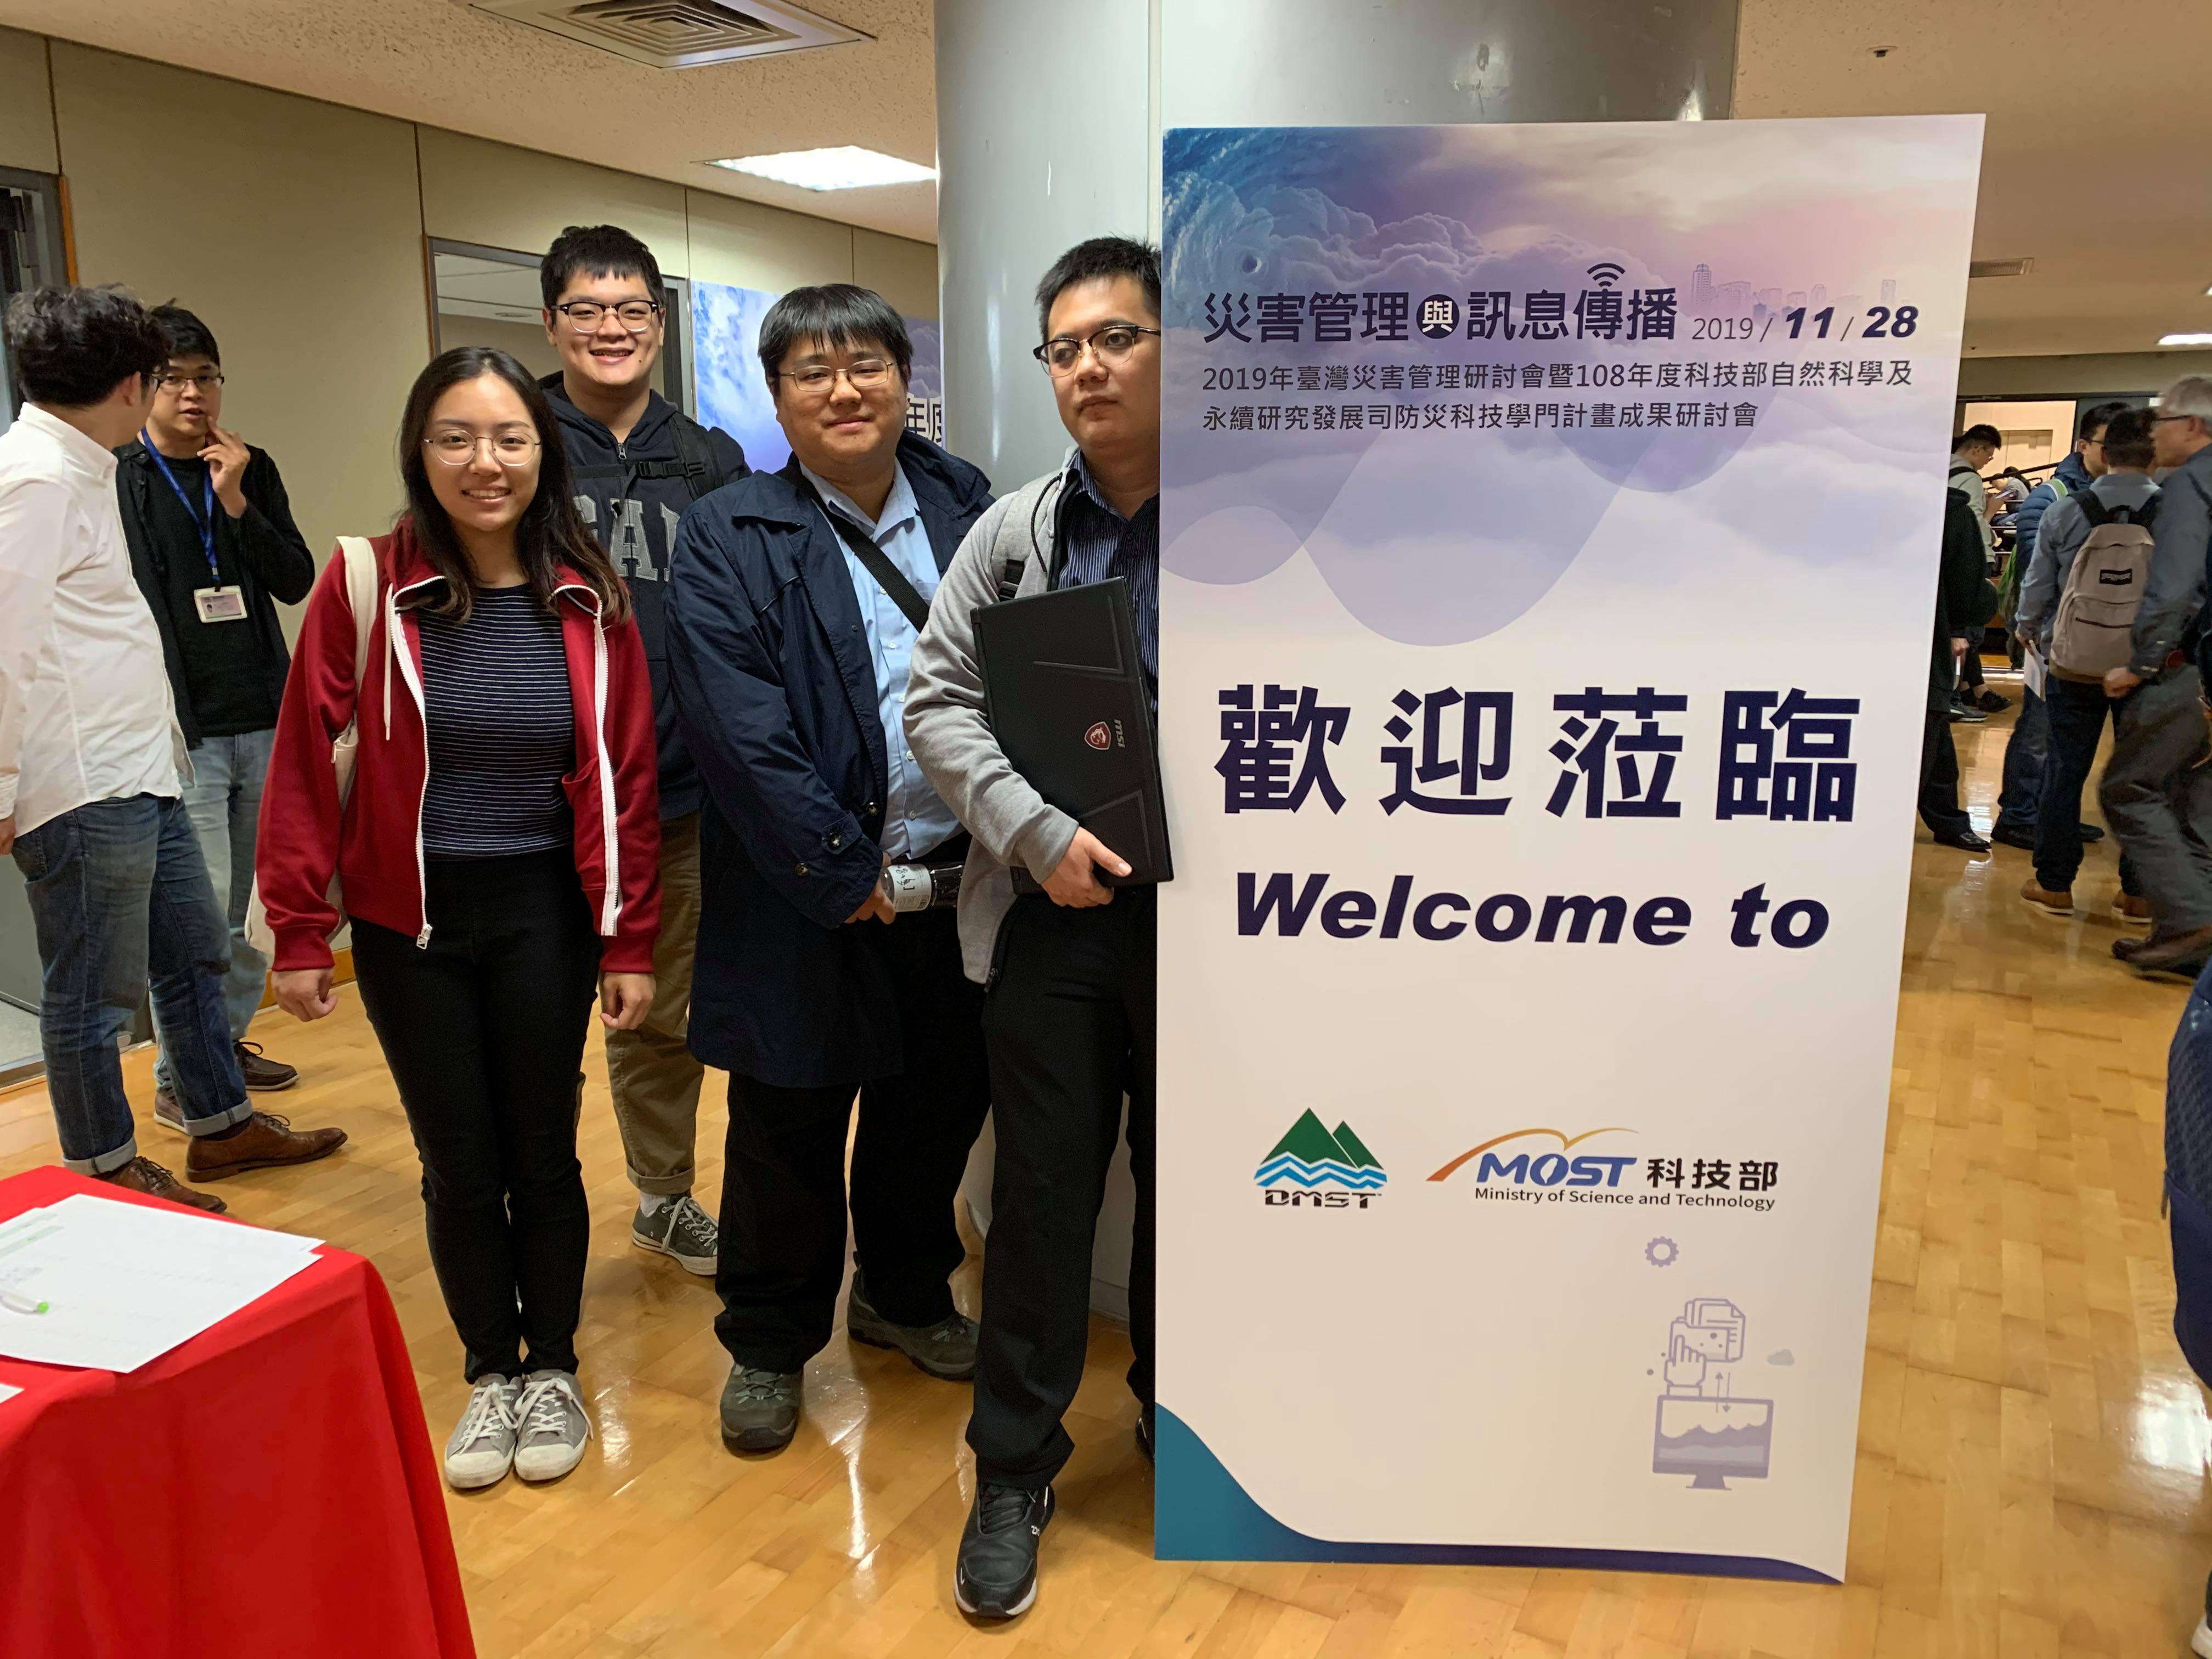 災害管理與訊息傳播 2019/11/28
2019年臺灣災害管理研討會暨108年度科技部自然科學及
永續研究發展司防災科技學門計畫成果研討會
歡迎蒞臨
Welcome to
DMST
MOST 科技部
Ministry of Science and Technology
年度
GAP
msi
JANSPORT